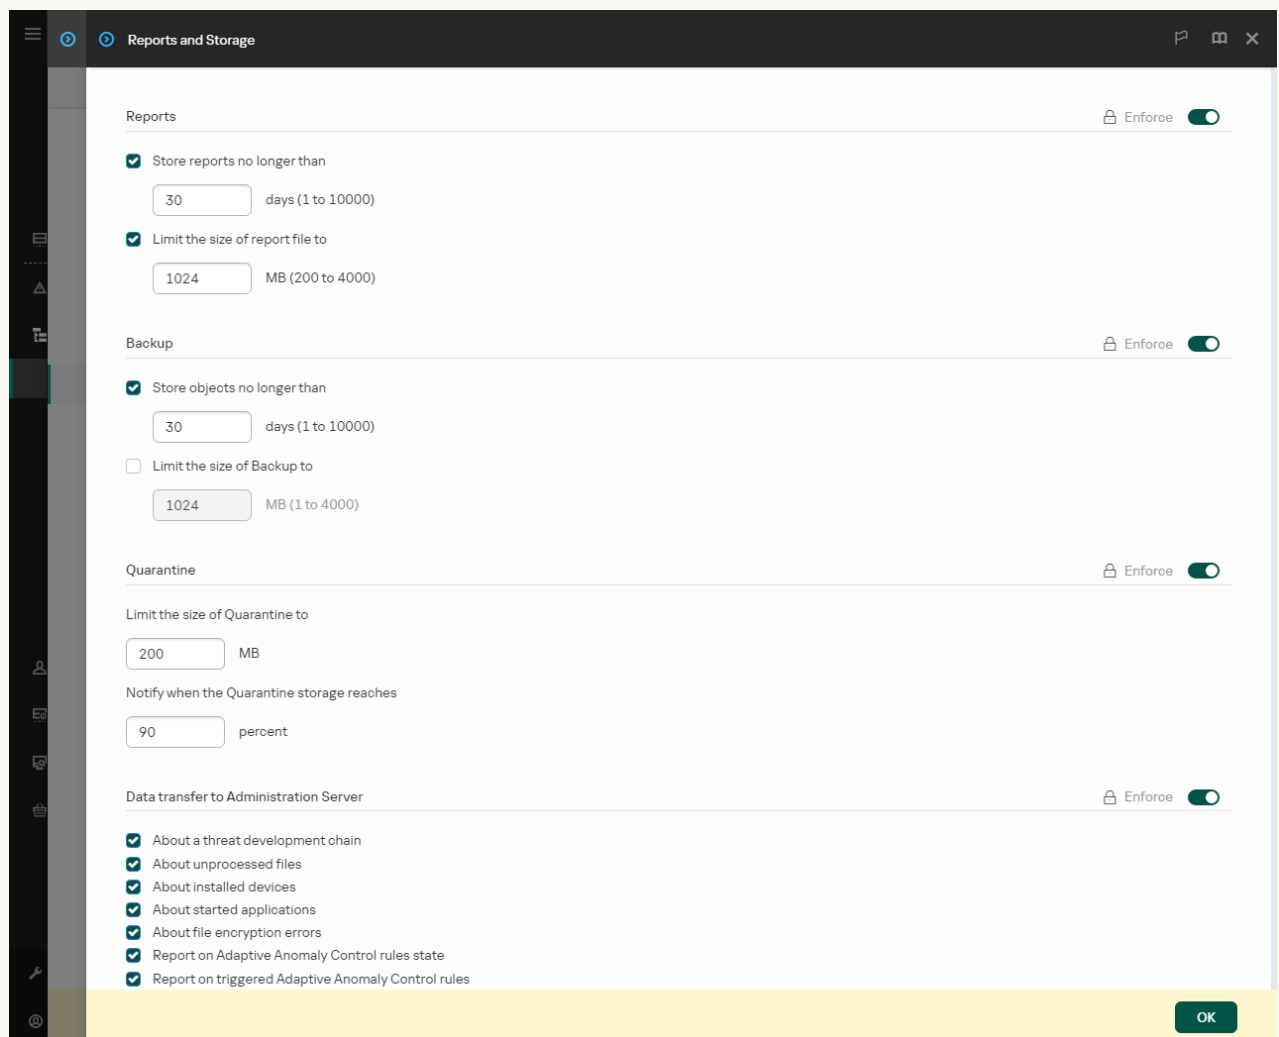 Reports and Storage
Reports
Enforce
Store reports no longer than
30 days (1 to 10000)
Limit the size of report file to
1024 MB (200 to 4000)
Backup
Enforce
Store objects no longer than
30 days (1 to 10000)
Limit the size of Backup to
1024 MB (1 to 4000)
Quarantine
Enforce
Limit the size of Quarantine to
200 MB
Notify when the Quarantine storage reaches
90 percent
Data transfer to Administration Server
Enforce
About a threat development chain
About unprocessed files
About installed devices
About started applications
About file encryption errors
Report on Adaptive Anomaly Control rules state
Report on triggered Adaptive Anomaly Control rules
OK